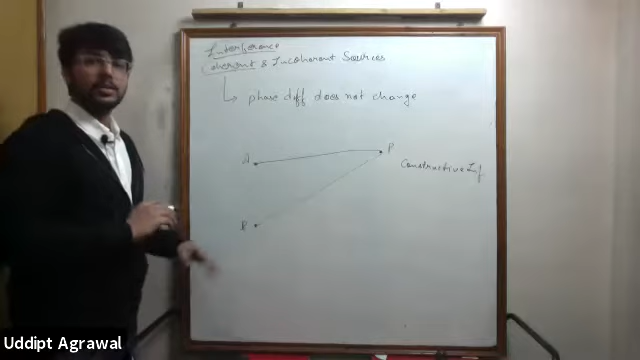 Interference
Coherent & Incoherent Sources
phase diff does not change
A
P
Constructive Inf
B
Uddipt Agrawal